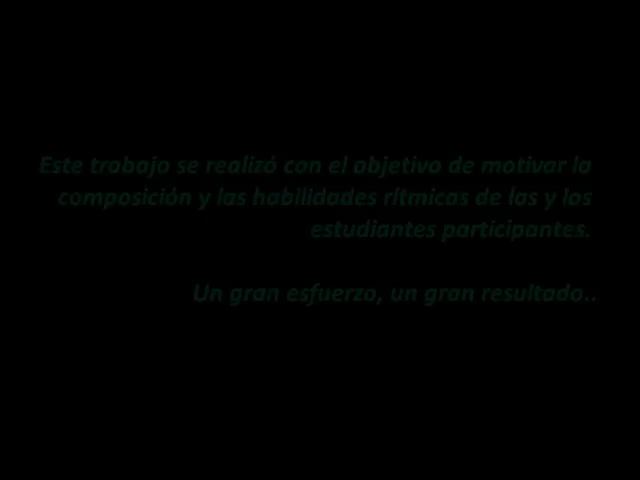 Este trabajo se realizó con el objetivo de motivar la
composición y las habilidades rítmicas de las y los
estudiantes participantes.
Un gran esfuerzo, un gran resultado..